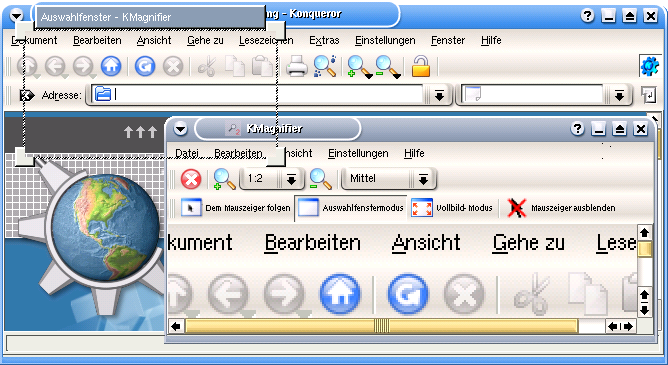 Auswahlfenster - KMagnifier
ng - Konqueror
Dokument Bearbeiten Ansicht Gehe zu Lesezeichen Extras Einstellungen Fenster Hilfe
Adresse:
KMagnifier
Datei Bearbeiten nsicht Einstellungen Hilfe
1:2 Mittel
Dem Mauszeiger folgen Auswahlfenstermodus Vollbild-Modus Mauszeiger ausblenden
kument Bearbeiten Ansicht Gehe zu Lese